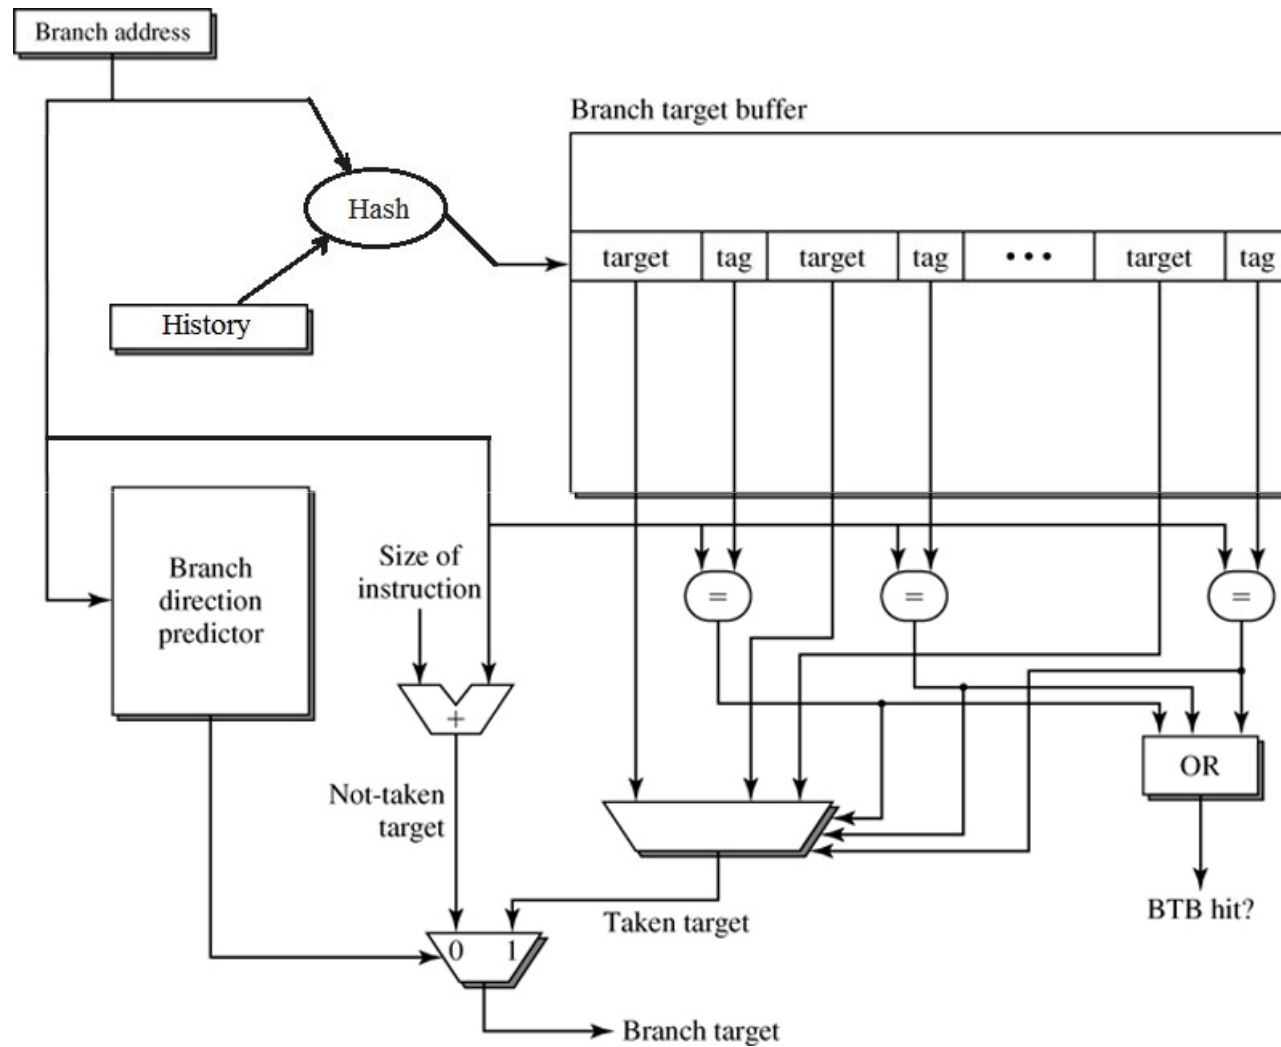 Branch address
Branch target buffer
Hash
target tag target tag • • • target tag
History
Size of
instruction
Branch
direction
predictor
= = =
+
OR
Not-taken
target
BTB hit?
Taken target
0 1
Branch target